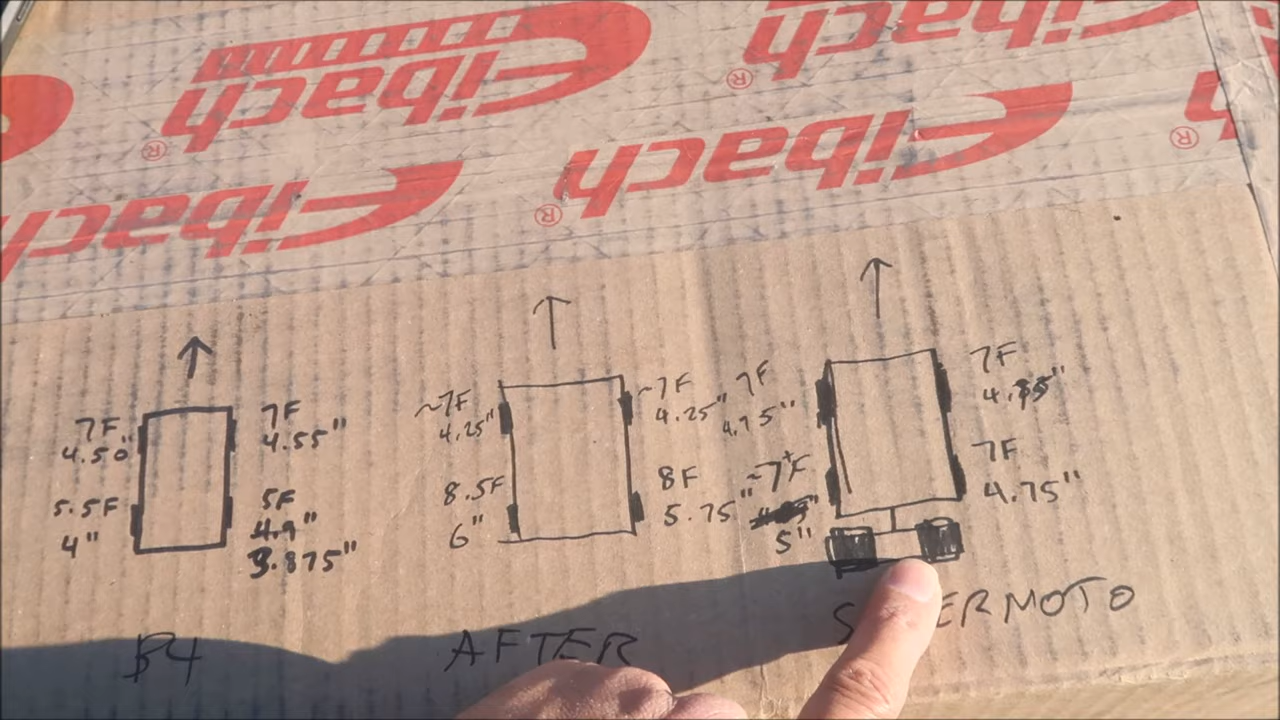 Eibach
Eibach
Eibach
Eibach
7F
4.50"
7F
4.55"
5.5F
4"
5F
4.9"
3.875"
B4
~7F
4.25"
~7F
4.25"
8.5F
6"
8F
5.75"
AFTER
7F
4.75"
7F
~7+F
5"
7F
4.75"
ERMOTO